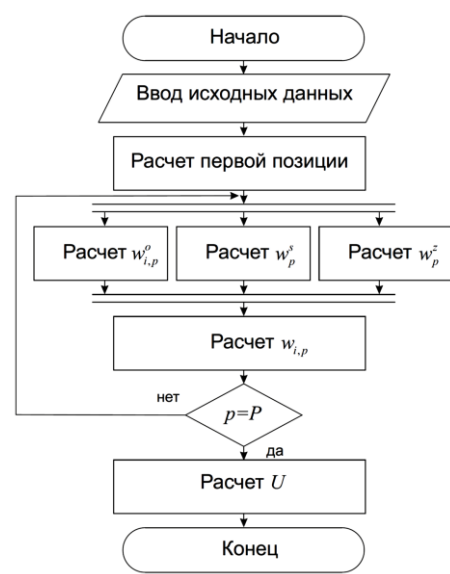 Начало
Ввод исходных данных
Расчет первой позиции
Расчет w^o_{i,p}
Расчет w^s_p
Расчет w^z_p
Расчет w_{i,p}
нет
p=P
да
Расчет U
Конец